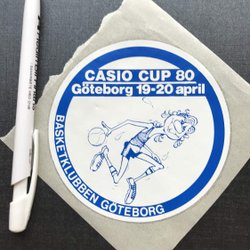 CASIO CUP 80
Göteborg 19-20 april
BASKETKLUBBEN GÖTEBORG